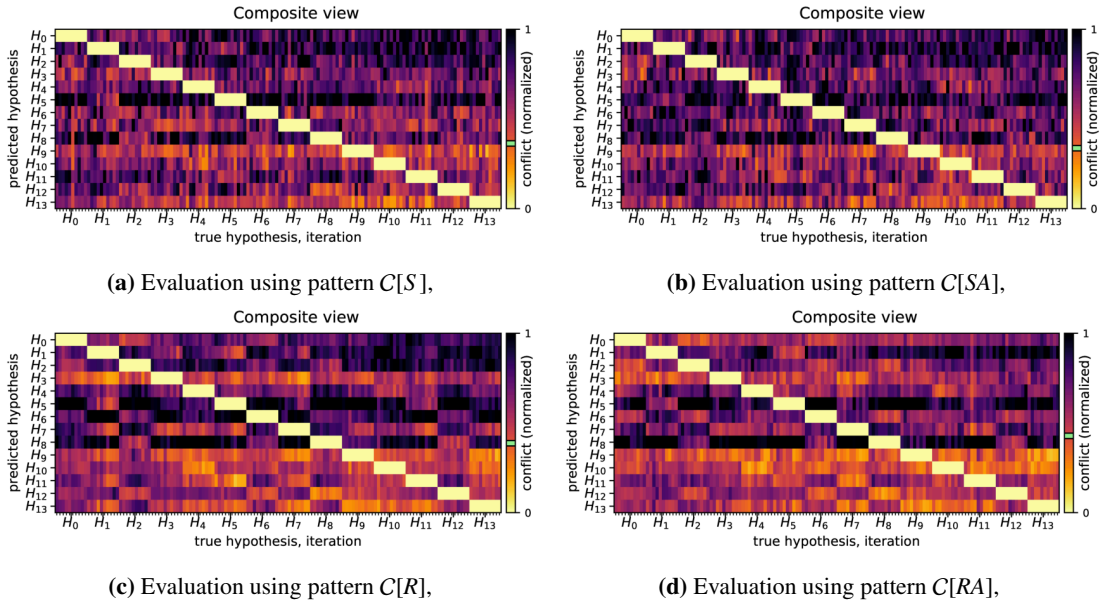 Composite view
predicted hypothesis
H0
H1
H2
H3
H4
H5
H6
H7
H8
H9
H10
H11
H12
H13
H0 H1 H2 H3 H4 H5 H6 H7 H8 H9 H10 H11 H12 H13
true hypothesis, iteration
1
0
conflict (normalized)
(a) Evaluation using pattern C[S],
Composite view
predicted hypothesis
H0
H1
H2
H3
H4
H5
H6
H7
H8
H9
H10
H11
H12
H13
H0 H1 H2 H3 H4 H5 H6 H7 H8 H9 H10 H11 H12 H13
true hypothesis, iteration
1
0
conflict (normalized)
(b) Evaluation using pattern C[SA],
Composite view
predicted hypothesis
H0
H1
H2
H3
H4
H5
H6
H7
H8
H9
H10
H11
H12
H13
H0 H1 H2 H3 H4 H5 H6 H7 H8 H9 H10 H11 H12 H13
true hypothesis, iteration
1
0
conflict (normalized)
(c) Evaluation using pattern C[R],
Composite view
predicted hypothesis
H0
H1
H2
H3
H4
H5
H6
H7
H8
H9
H10
H11
H12
H13
H0 H1 H2 H3 H4 H5 H6 H7 H8 H9 H10 H11 H12 H13
true hypothesis, iteration
1
0
conflict (normalized)
(d) Evaluation using pattern C[RA],